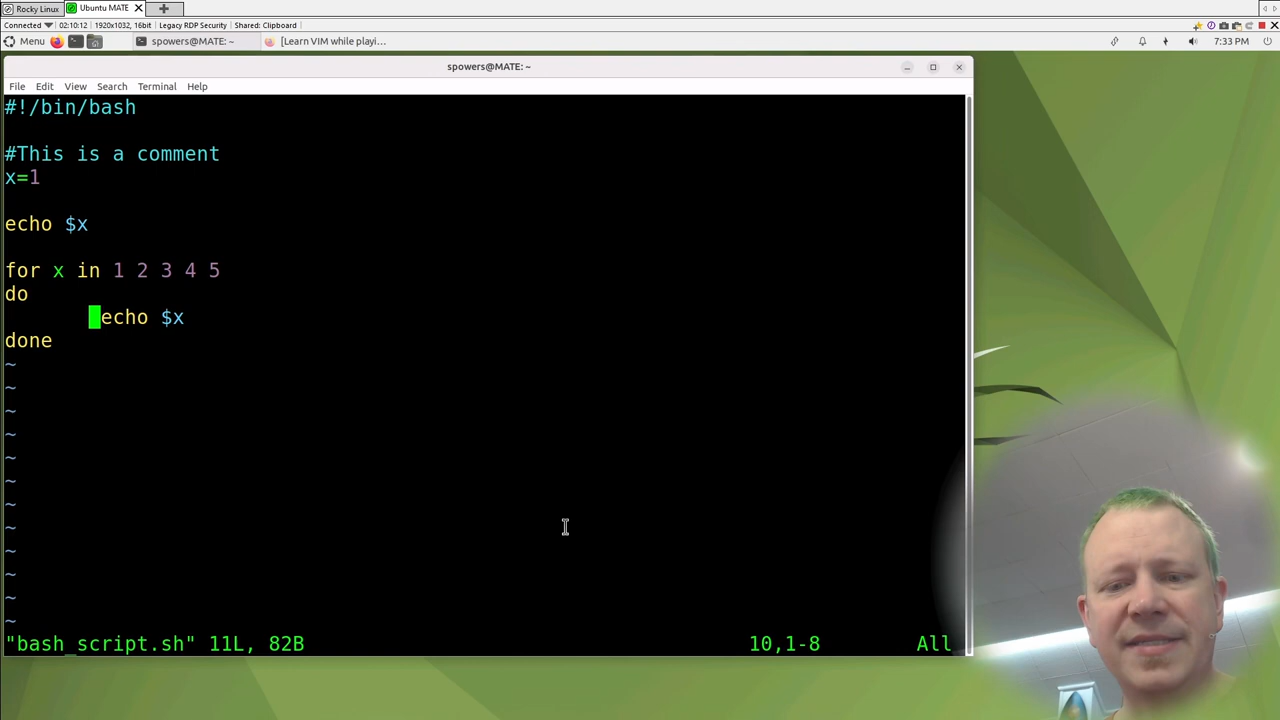 Rocky Linux
Ubuntu MATE
Connected
02:10:12
1920x1032, 16bit
Legacy RDP Security
Shared: Clipboard
Menu
spowers@MATE: ~
[Learn VIM while playi...
7:33 PM
spowers@MATE: ~
File Edit View Search Terminal Help
#!/bin/bash
#This is a comment
x=1
echo $x
for x in 1 2 3 4 5
do
echo $x
done
~
~
~
~
~
~
~
~
~
~
~
~
"bash_script.sh" 11L, 82B
10,1-8
All